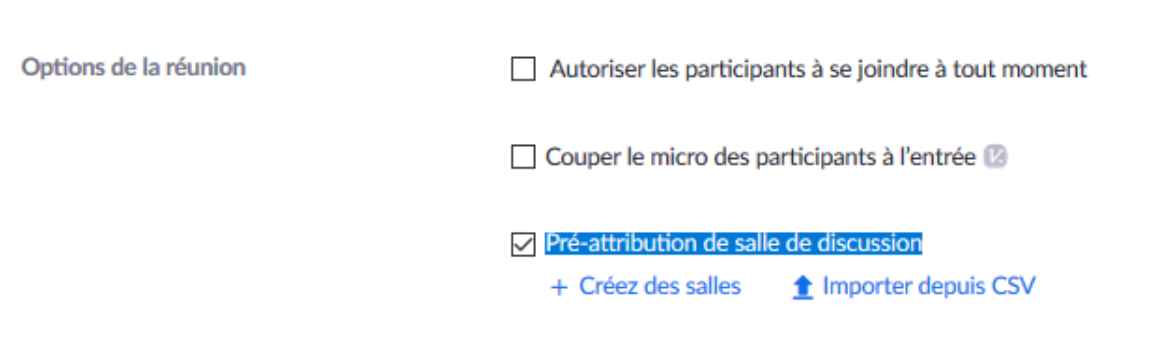 Options de la réunion
Autoriser les participants à se joindre à tout moment
Couper le micro des participants à l'entrée
Pré-attribution de salle de discussion
+ Créez des salles Importer depuis CSV